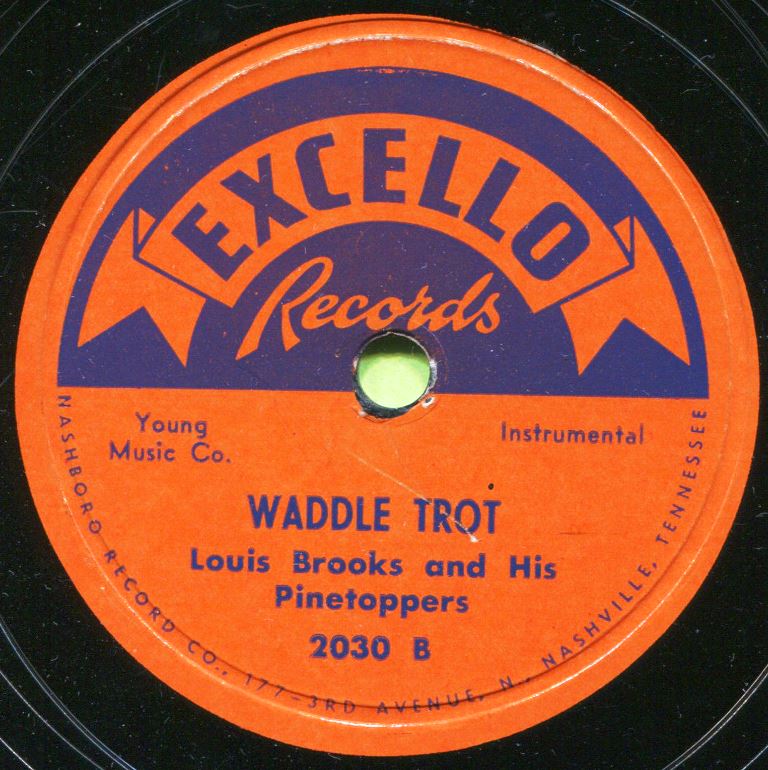 EXCELLO
Records
Young
Music Co.
Instrumental
WADDLE TROT
Louis Brooks and His
Pinetoppers
2030 B
NASHBORO RECORD CO., 177-3RD AVENUE, N., NASHVILLE, TENNESSEE